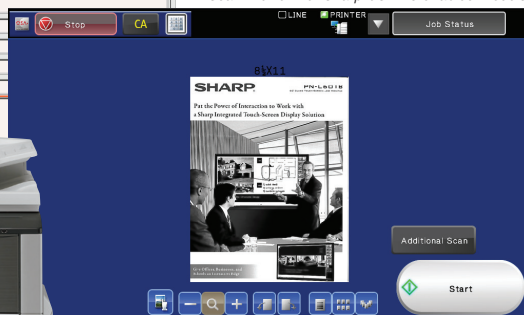 Stop
CA
LINE
PRINTER
Job Status
8½X11
SHARP
PN-L601B
Put the Power of Interaction to Work with
a Sharp Integrated Touch-Screen Display Solution
Additional Scan
Start